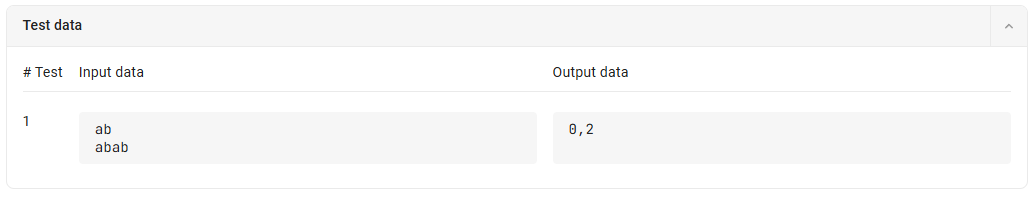 Test data
# Test Input data Output data
1 ab 0,2
abab